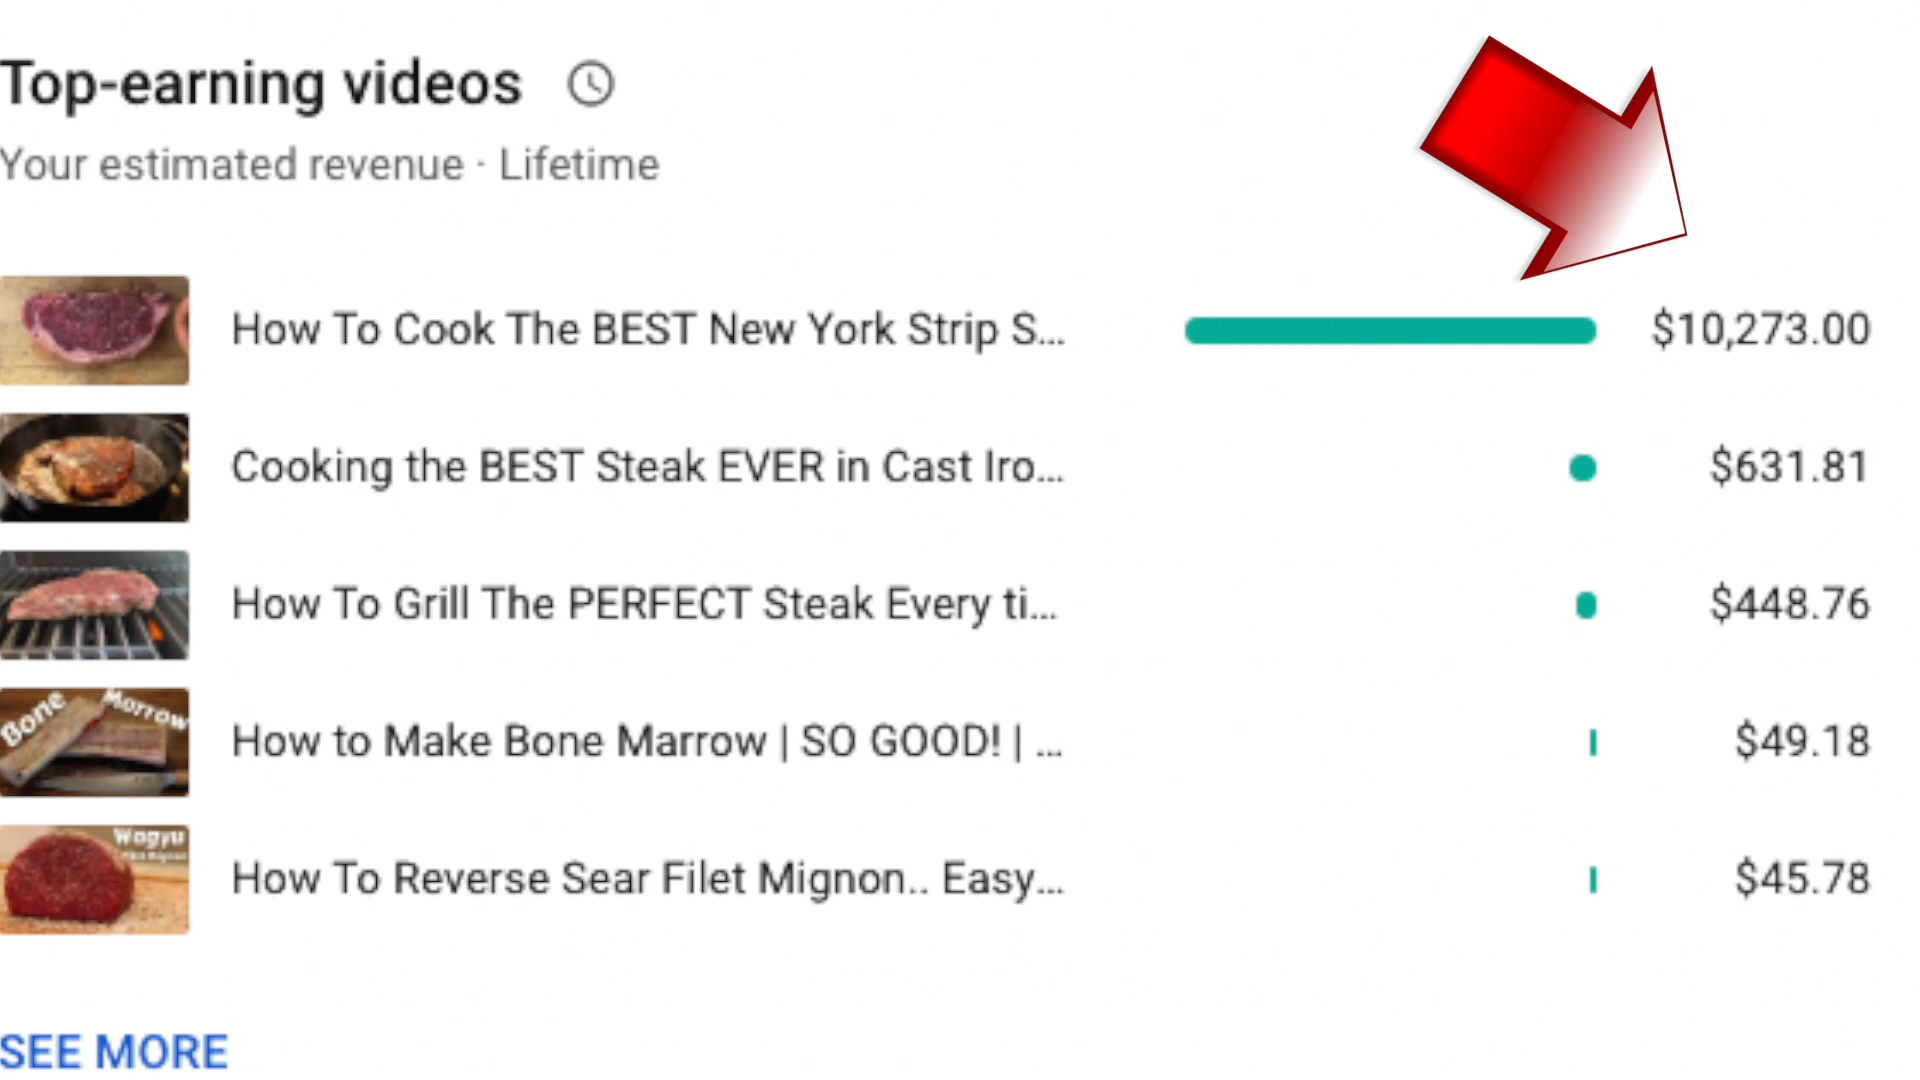 Top-earning videos
Your estimated revenue · Lifetime
How To Cook The BEST New York Strip S... $10,273.00
Cooking the BEST Steak EVER in Cast Iro... $631.81
How To Grill The PERFECT Steak Every ti... $448.76
Bone Marrow
How to Make Bone Marrow | SO GOOD! | ... $49.18
Wagyu
How To Reverse Sear Filet Mignon.. Easy... $45.78
SEE MORE